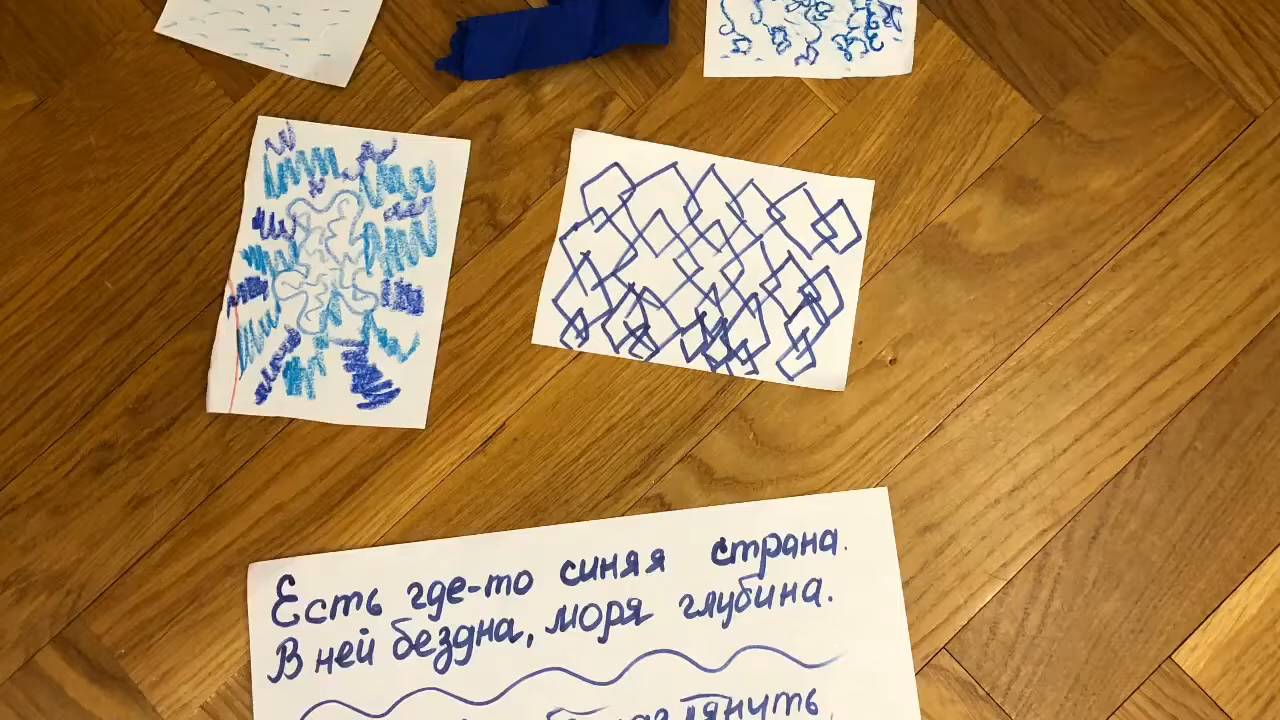 Есть где-то синяя страна.
В ней бездна, моря глубина.